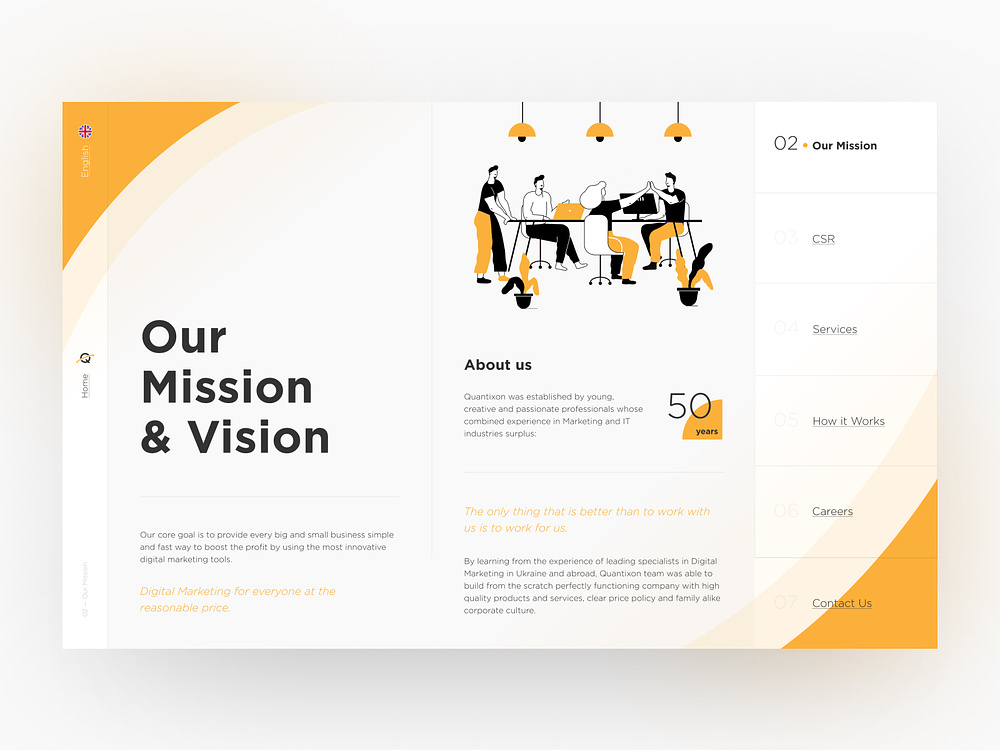 English
Home
02 — Our Mission
Our
Mission
& Vision
Our core goal is to provide every big and small business simple
and fast way to boost the profit by using the most innovative
digital marketing tools.
Digital Marketing for everyone at the
reasonable price.
About us
Quantixon was established by young,
creative and passionate professionals whose
combined experience in Marketing and IT
industries surplus:
50
years
The only thing that is better than to work with
us is to work for us.
By learning from the experience of leading specialists in Digital
Marketing in Ukraine and abroad, Quantixon team was able to
build from the scratch perfectly functioning company with high
quality products and services, clear price policy and family alike
corporate culture.
02 Our Mission
03 CSR
04 Services
05 How it Works
06 Careers
07 Contact Us